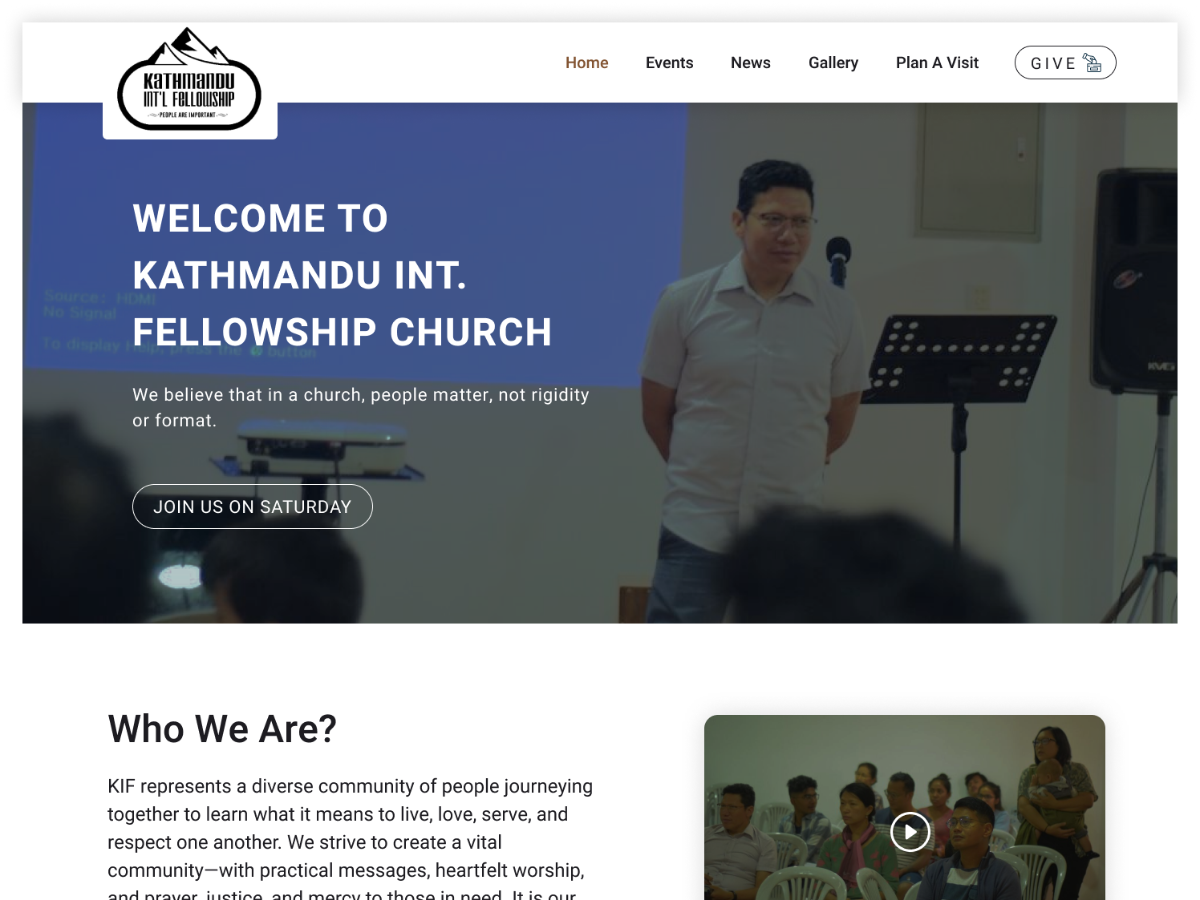 KATHMANDU
INT'L FELLOWSHIP
PEOPLE ARE IMPORTANT
Home
Events
News
Gallery
Plan A Visit
GIVE
WELCOME TO
KATHMANDU INT.
FELLOWSHIP CHURCH
Source: HDMI
No Signal
To display Help, press the button
We believe that in a church, people matter, not rigidity
or format.
JOIN US ON SATURDAY
Who We Are?
KIF represents a diverse community of people journeying
together to learn what it means to live, love, serve, and
respect one another. We strive to create a vital
community—with practical messages, heartfelt worship,
and prayer, justice, and mercy to those in need. It is our